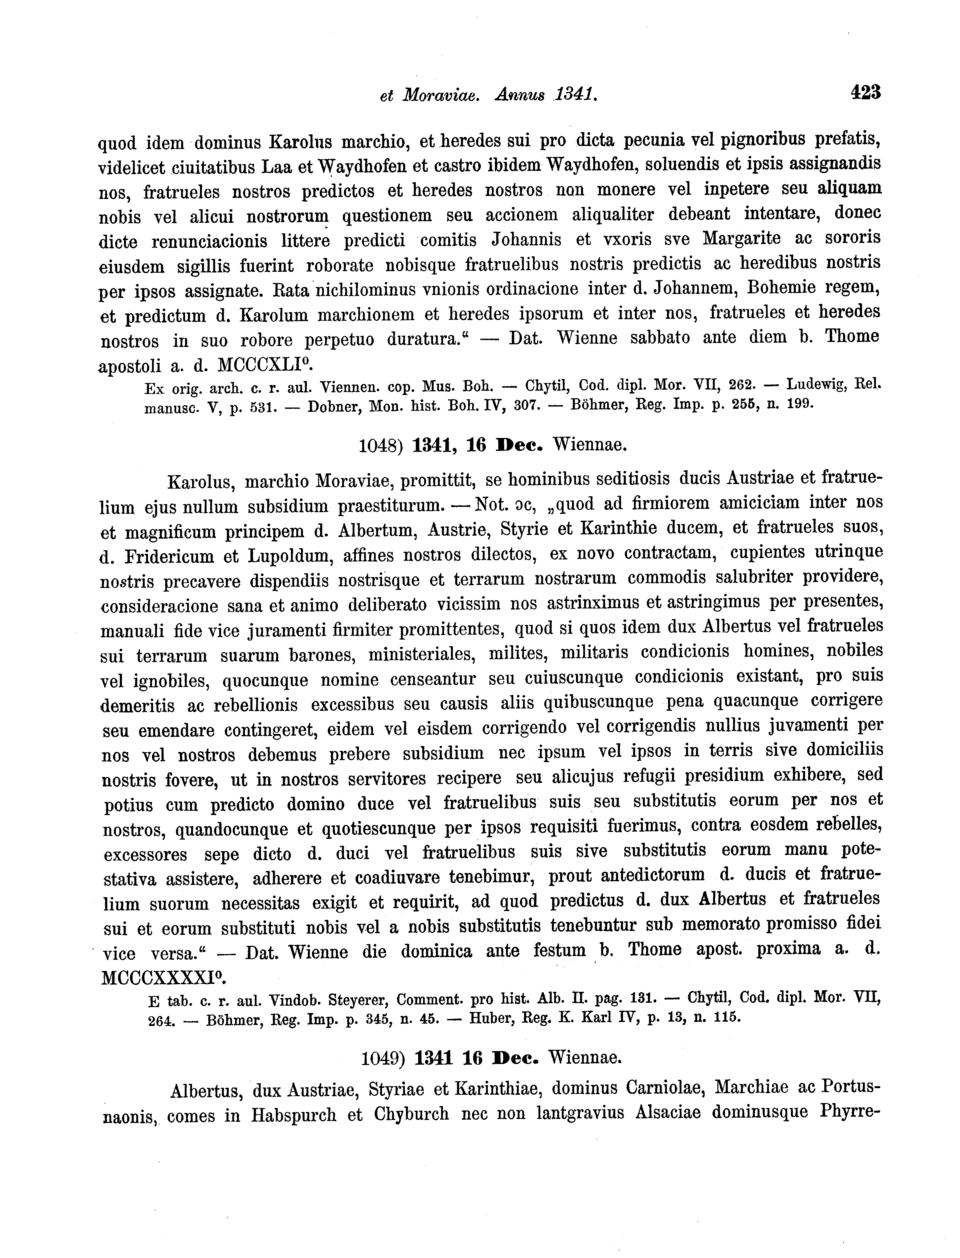 et Moraviae. Annus 1341. 423
quod idem dominus Karolus marchio, et heredes sui pro dicta pecunia vel pignoribus prefatis,
videlicet ciuitatibus Laa et Waydhofen et castro ibidem Waydhofen, soluendis et ipsis assignandis
nos, fratrueles nostros predictos et heredes nostros non monere vel inpetere seu aliquam
nobis vel alicui nostrorum questionem seu accionem aliqualiter debeant intentare, donec
dicte renunciacionis littere predicti comitis Johannis et vxoris sve Margarite ac sororis
eiusdem sigillis fuerint roborate nobisque fratruelibus nostris predictis ac heredibus nostris
per ipsos assignate. Rata nichilominus vnionis ordinacione inter d. Johannem, Bohemie regem,
et predictum d. Karolum marchionem et heredes ipsorum et inter nos, fratrueles et heredes
nostros in suo robore perpetuo duratura.“ — Dat. Wienne sabbato ante diem b. Thome
apostoli a. d. MCCCXLI⁰.
Ex orig. arch. c. r. aul. Viennen. cop. Mus. Boh. — Chytil, Cod. dipl. Mor. VII, 262. — Ludewig, Rel.
manusc. V, p. 531. — Dobner, Mon. hist. Boh. IV, 307. — Böhmer, Reg. Imp. p. 255, n. 199.
1048) 1341, 16 Dec. Wiennae.
Karolus, marchio Moraviae, promittit, se hominibus seditiosis ducis Austriae et fratrue-
lium ejus nullum subsidium praestiturum. — Not. ɔc, „quod ad firmiorem amiciciam inter nos
et magnificum principem d. Albertum, Austrie, Styrie et Karinthie ducem, et fratrueles suos,
d. Fridericum et Lupoldum, affines nostros dilectos, ex novo contractam, cupientes utrinque
nostris precavere dispendiis nostrisque et terrarum nostrarum commodis salubriter providere,
consideracione sana et animo deliberato vicissim nos astrinximus et astringimus per presentes,
manuali fide vice juramenti firmiter promittentes, quod si quos idem dux Albertus vel fratrueles
sui terrarum suarum barones, ministeriales, milites, militaris condicionis homines, nobiles
vel ignobiles, quocunque nomine censeantur seu cuiuscunque condicionis existant, pro suis
demeritis ac rebellionis excessibus seu causis aliis quibuscunque pena quacunque corrigere
seu emendare contingeret, eidem vel eisdem corrigendo vel corrigendis nullius juvamenti per
nos vel nostros debemus prebere subsidium nec ipsum vel ipsos in terris sive domiciliis
nostris fovere, ut in nostros servitores recipere seu alicujus refugii presidium exhibere, sed
potius cum predicto domino duce vel fratruelibus suis seu substitutis eorum per nos et
nostros, quandocunque et quotiescunque per ipsos requisiti fuerimus, contra eosdem rebelles,
excessores sepe dicto d. duci vel fratruelibus suis sive substitutis eorum manu pote-
stativa assistere, adherere et coadiuvare tenebimur, prout antedictorum d. ducis et fratrue-
lium suorum necessitas exigit et requirit, ad quod predictus d. dux Albertus et fratrueles
sui et eorum substituti nobis vel a nobis substitutis tenebuntur sub memorato promisso fidei
vice versa.“ — Dat. Wienne die dominica ante festum b. Thome apost. proxima a. d.
MCCCXXXXI⁰.
E tab. c. r. aul. Vindob. Steyerer, Comment. pro hist. Alb. II. pag. 131. — Chytil, Cod. dipl. Mor. VII,
264. — Böhmer, Reg. Imp. p. 345, n. 45. — Huber, Reg. K. Karl IV, p. 13, n. 115.
1049) 1341 16 Dec. Wiennae.
Albertus, dux Austriae, Styriae et Karinthiae, dominus Carniolae, Marchiae ac Portus-
naonis, comes in Habspurch et Chyburch nec non lantgravius Alsaciae dominusque Phyrre-